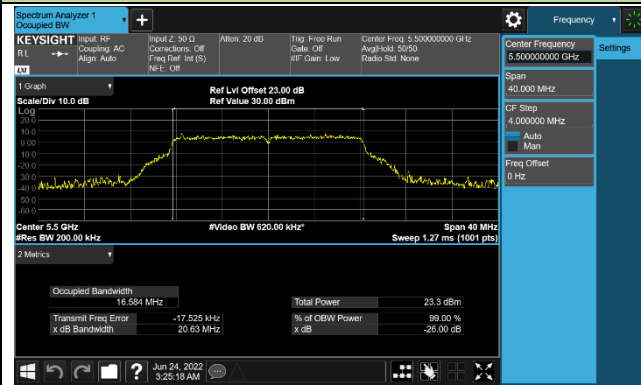 Spectrum Analyzer 1
Occupied BW
Frequency
KEYSIGHT
Input: RF
Input Z: 50 Ω
Atten: 20 dB
Trig: Free Run
Center Freq: 5.500000000 GHz
RL
Coupling: AC
Corrections: Off
Gate: Off
Avg|Hold: 50/50
Align: Auto
Freq Ref: Int (S)
#IF Gain: Low
Radio Std: None
NFE: Off
LXI
Center Frequency
5.500000000 GHz
Settings
Span
40.000 MHz
CF Step
4.000000 MHz
Auto
Man
Freq Offset
0 Hz
1 Graph
Ref Lvl Offset 23.00 dB
Scale/Div 10.0 dB
Ref Value 30.00 dBm
Log
20.0
10.0
0.00
-10.0
-20.0
-30.0
-40.0
-50.0
-60.0
Center 5.5 GHz
#Video BW 620.00 kHz*
Span 40 MHz
#Res BW 200.00 kHz
Sweep 1.27 ms (1001 pts)
2 Metrics
Occupied Bandwidth
16.584 MHz
Total Power
23.3 dBm
Transmit Freq Error
-17.525 kHz
% of OBW Power
99.00 %
x dB Bandwidth
20.63 MHz
x dB
-26.00 dB
Jun 24, 2022
3:25:18 AM